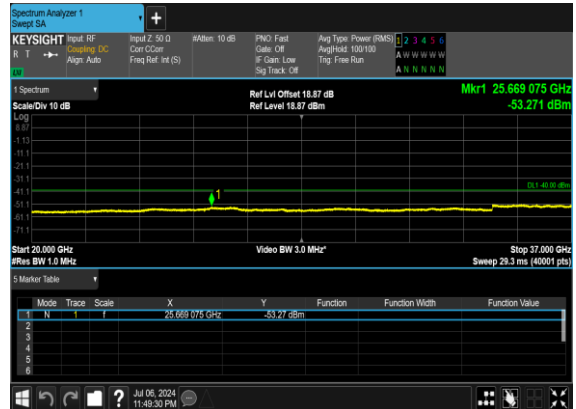 Spectrum Analyzer 1
Swept SA
+
KEYSIGHT Input: RF Input Z: 50 Ω #Atten: 10 dB PNO: Fast Avg Type: Power (RMS) 1 2 3 4 5 6
R T Coupling: DC Corr CCorr Gate: Off Avg|Hold: 100/100 A W W W W W
Align: Auto Freq Ref: Int (S) IF Gain: Low Trig: Free Run
LW Sig Track: Off A N N N N N
1 Spectrum Ref Lvl Offset 18.87 dB Mkr1 25.669 075 GHz
Scale/Div 10 dB Ref Level 18.87 dBm -53.271 dBm
Log
8.87
-1.13
-11.1
-21.1
-31.1
DL1 -40.00 dBm
-41.1
1
-51.1
-61.1
-71.1
Start 20.000 GHz Video BW 3.0 MHz* Stop 37.000 GHz
#Res BW 1.0 MHz Sweep 29.3 ms (40001 pts)
5 Marker Table
Mode Trace Scale X Y Function Function Width Function Value
1 N 1 f 25.669 075 GHz -53.27 dBm
2
3
4
5
6
? Jul 06, 2024
11:49:30 PM